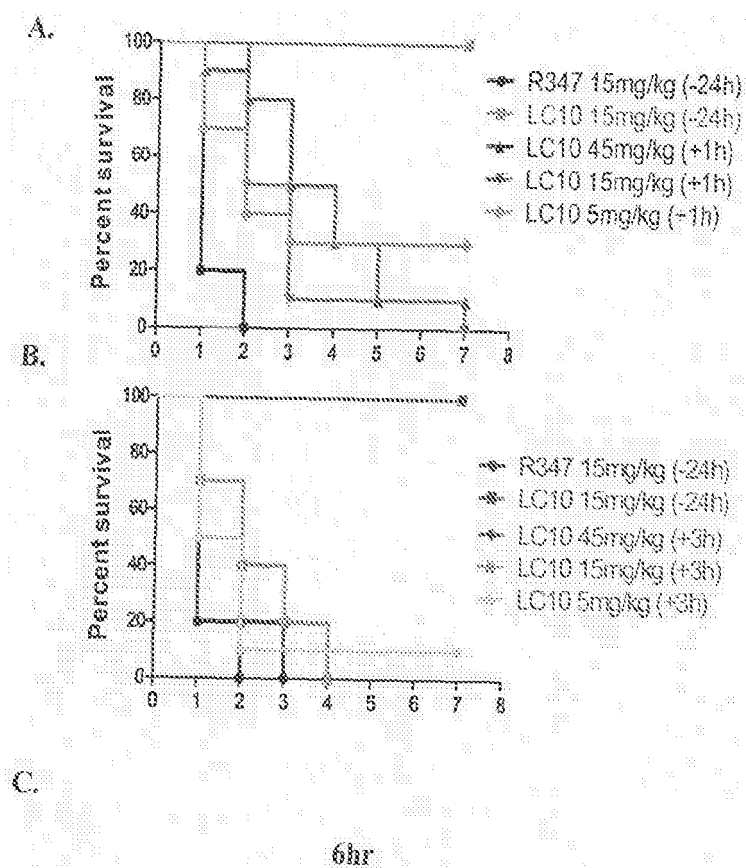 A.
Percent survival
100
80
60
40
20
0
0 1 2 3 4 5 6 7 8
R347 15mg/kg (-24h)
LC10 15mg/kg (-24h)
LC10 45mg/kg (+1h)
LC10 15mg/kg (+1h)
LC10 5mg/kg (+1h)
B.
Percent survival
100
80
60
40
20
0
0 1 2 3 4 5 6 7 8
R347 15mg/kg (-24h)
LC10 15mg/kg (-24h)
LC10 45mg/kg (+3h)
LC10 15mg/kg (+3h)
LC10 5mg/kg (+3h)
C.
6hr